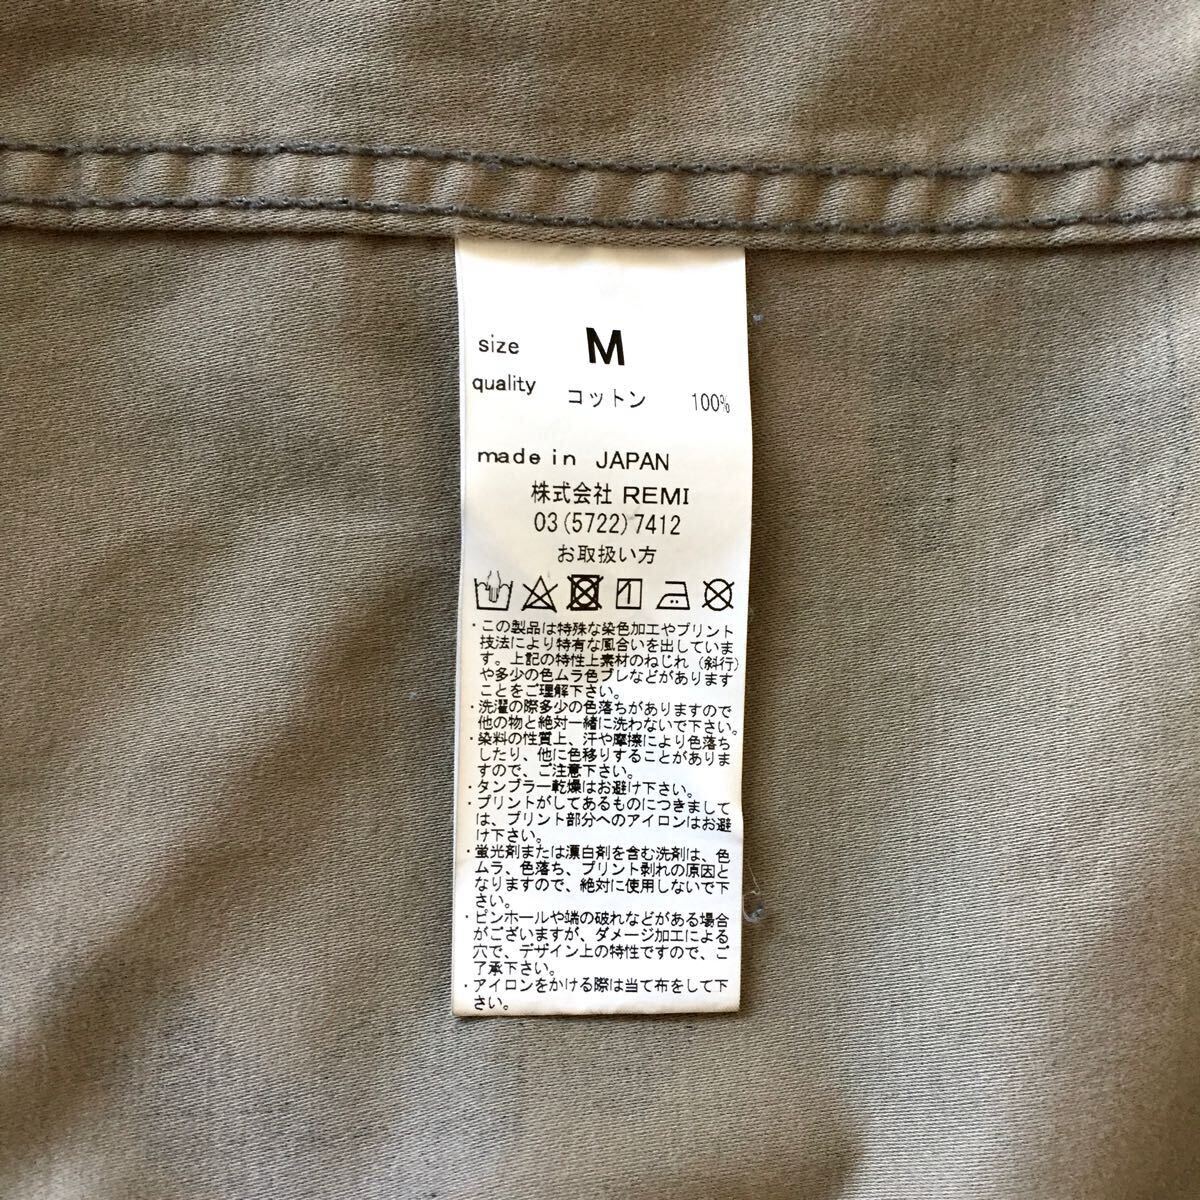 size M
quality コットン 100%
made in JAPAN
株式会社 REMI
03(5722)7412
お取扱い方
・この製品は特殊な染色加工やプリント
技法により特有な風合いを出していま
す。上記の特性上素材のねじれ（斜行）
や多少の色ムラ色ブレなどがあります
ことをご理解下さい。
・洗濯の際多少の色落ちがありますので
他の物と絶対一緒に洗わないで下さい。
・染料の性質上、汗や摩擦により色落ち
したり、他に色移りすることがありま
すので、ご注意下さい。
・タンブラー乾燥はお避け下さい。
・プリントがしてあるものにつきまして
は、プリント部分へのアイロンはお避
け下さい。
・蛍光剤または漂白剤を含む洗剤は、色
ムラ、色落ち、プリント剥れの原因と
なりますので、絶対に使用しないで下
さい。
・ピンホールや端の破れなどがある場合
がございますが、ダメージ加工による
穴で、デザイン上の特性ですので、ご
了承下さい。
・アイロンをかける際は当て布をして下
さい。